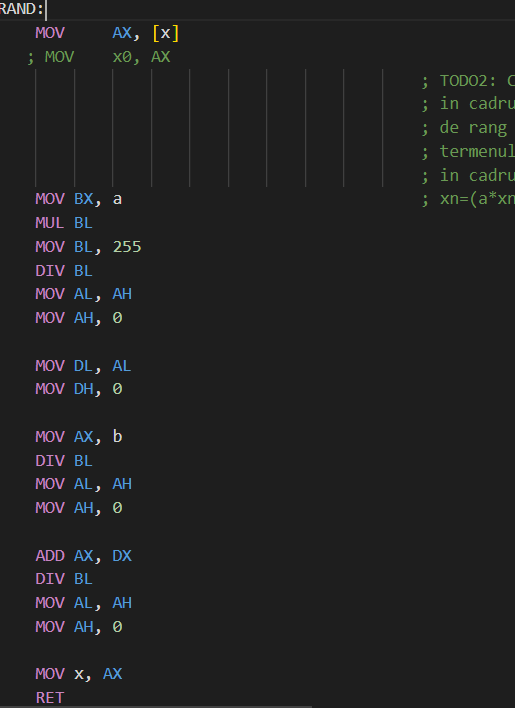 RAND:
MOV AX, [x]
; MOV x0, AX
; TODO2: C
; in cadru
; de rang
; termenul
; in cadru
MOV BX, a ; xn=(a*xn
MUL BL
MOV BL, 255
DIV BL
MOV AL, AH
MOV AH, 0
MOV DL, AL
MOV DH, 0
MOV AX, b
DIV BL
MOV AL, AH
MOV AH, 0
ADD AX, DX
DIV BL
MOV AL, AH
MOV AH, 0
MOV x, AX
RET